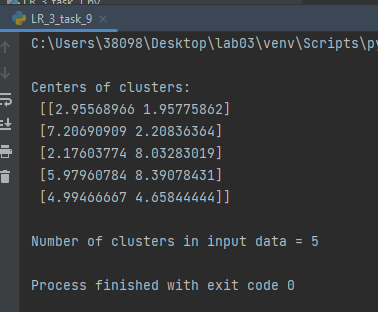 LR_3_task_9
C:\Users\38098\Desktop\lab03\venv\Scripts\py
Centers of clusters:
[[2.95568966 1.95775862]
[7.20690909 2.20836364]
[2.17603774 8.03283019]
[5.97960784 8.39078431]
[4.99466667 4.65844444]]
Number of clusters in input data = 5
Process finished with exit code 0